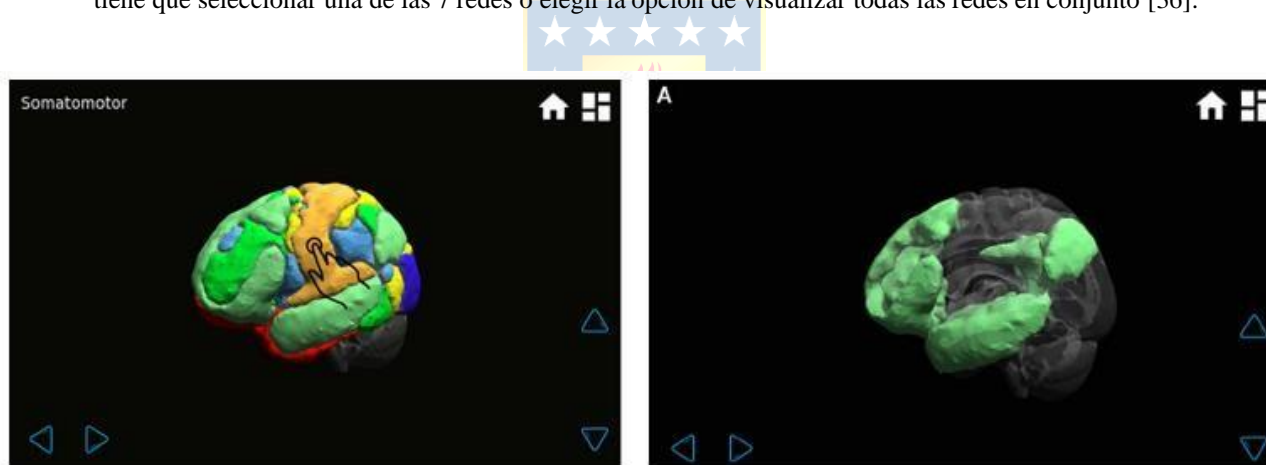 tiene que seleccionar una de las 7 redes o elegir la opción de visualizar todas las redes en conjunto [56].
Somatomotor
A